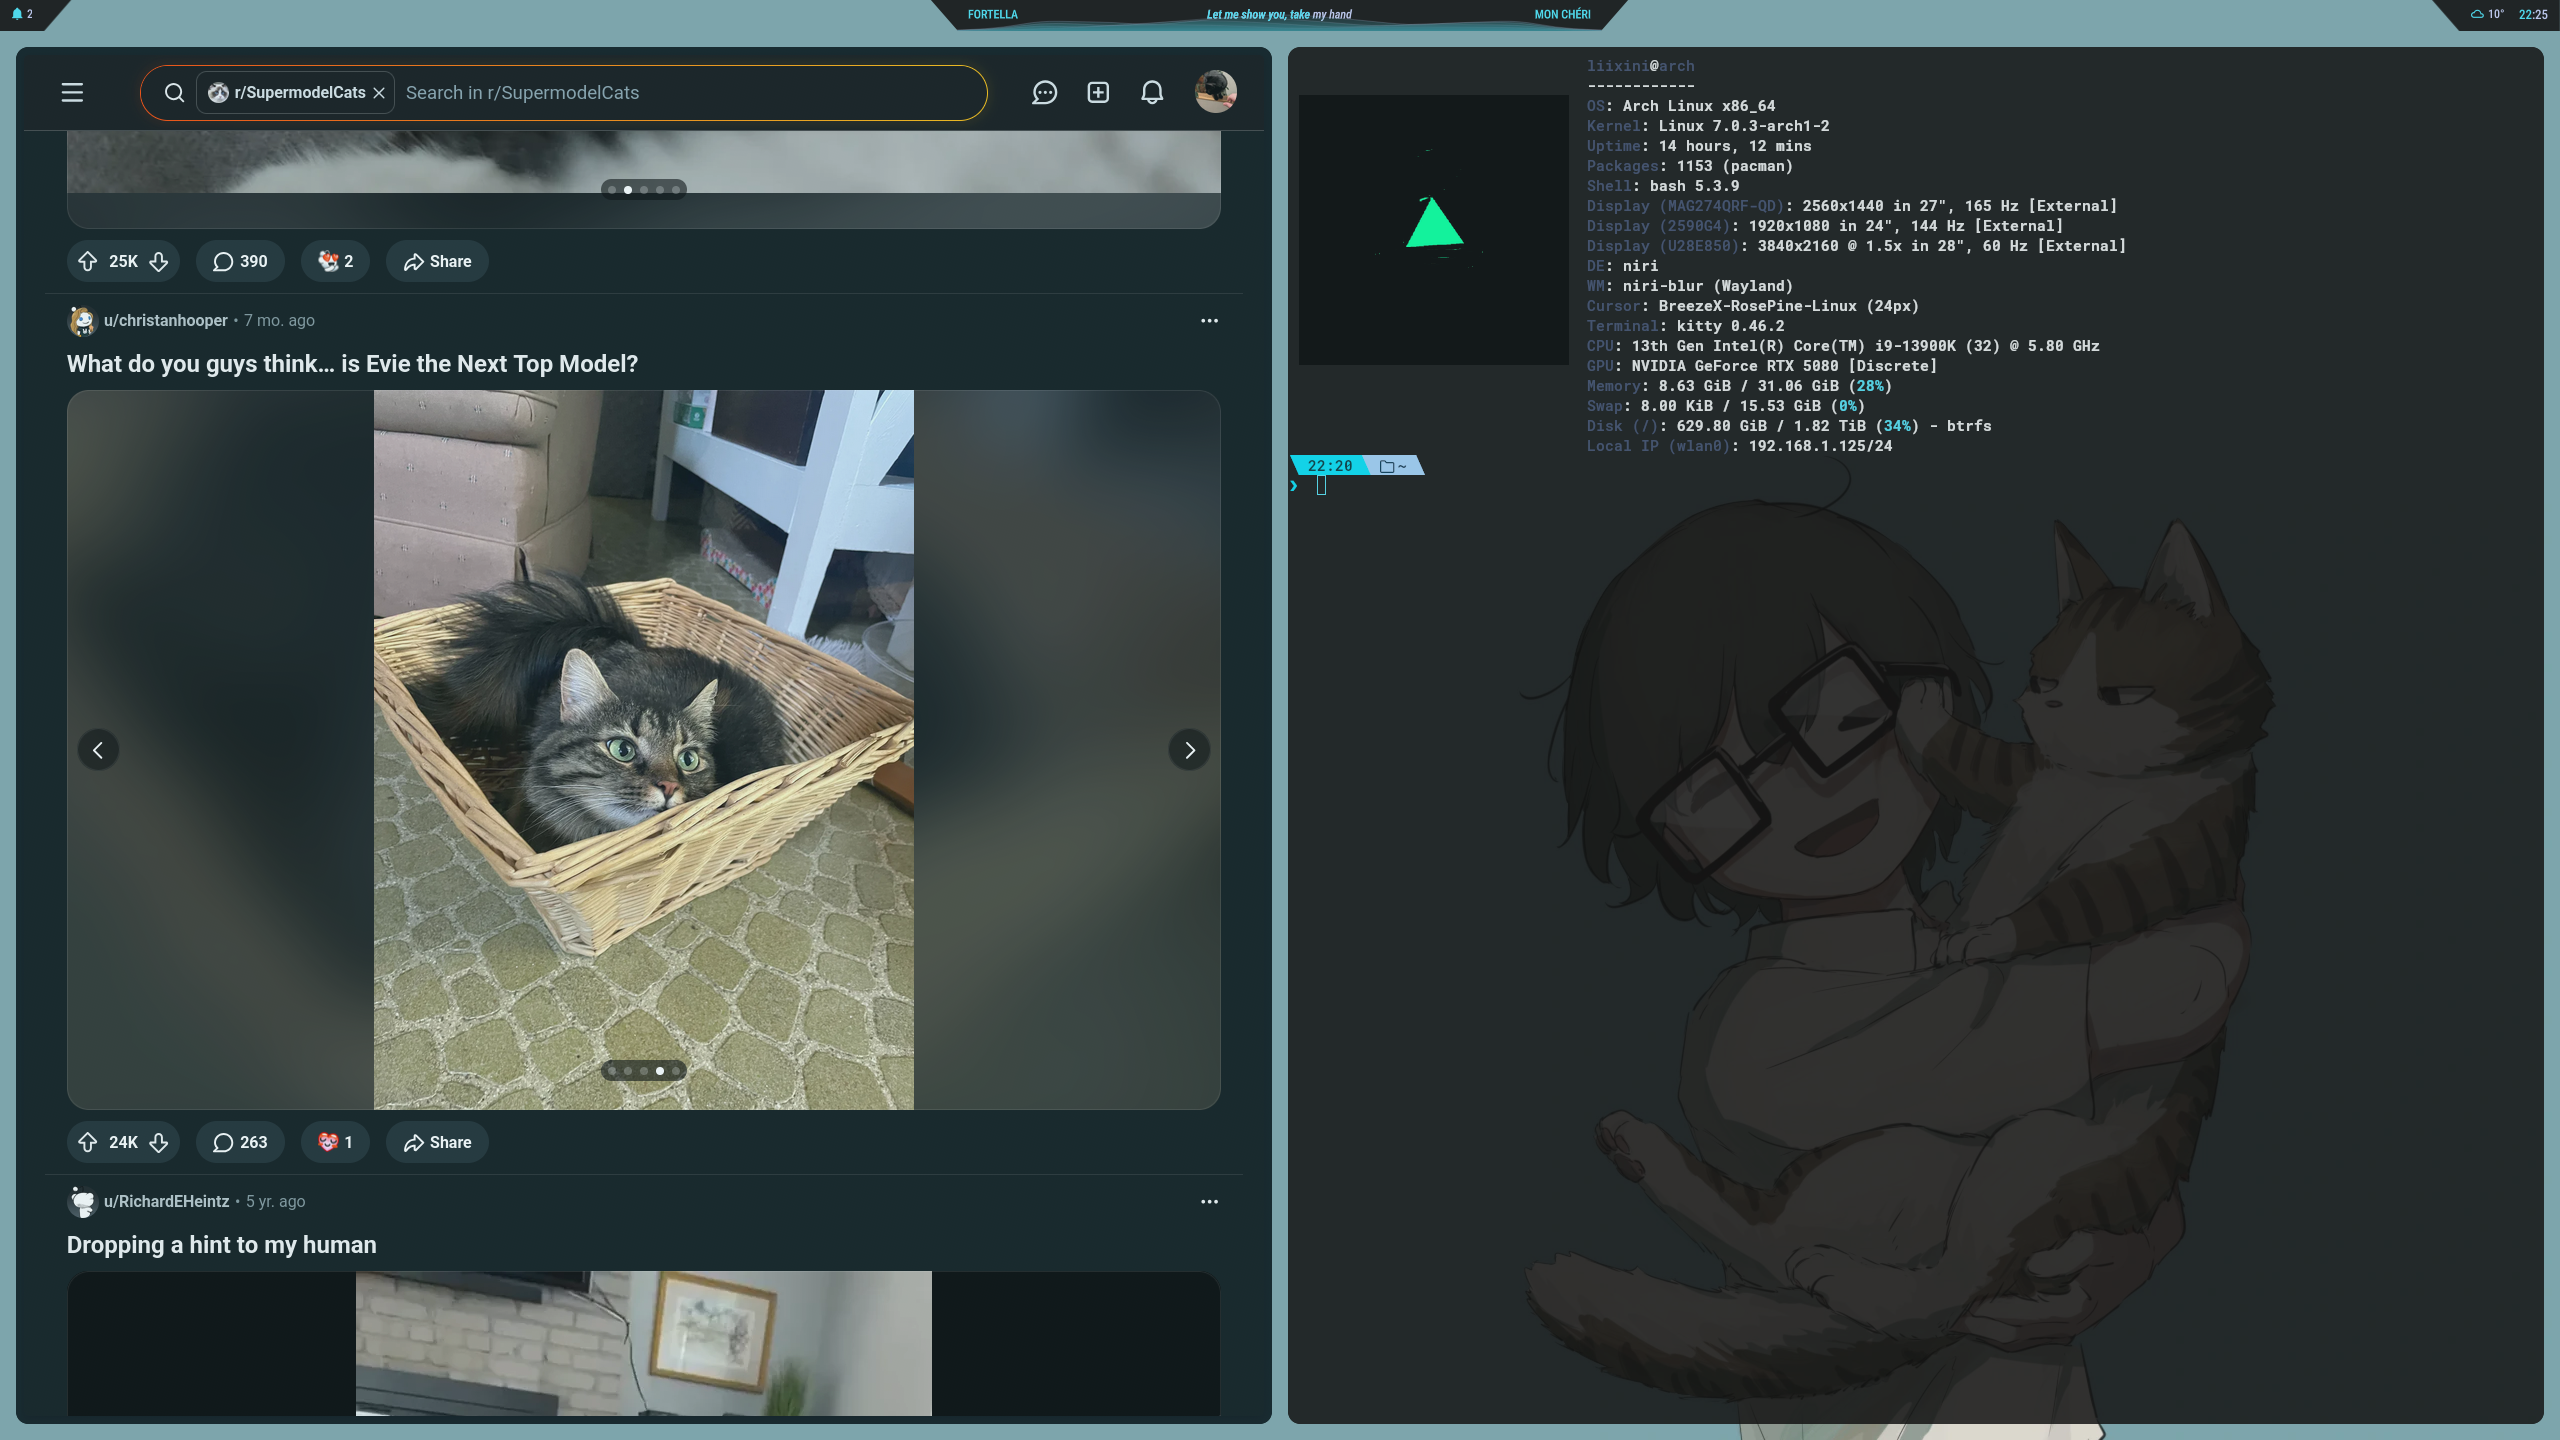 2
FORTELLA
Let me show you, take my hand
MON CHÉRI
10°
22:25
r/SupermodelCats
Search in r/SupermodelCats
25K
390
2
Share
u/christanhooper • 7 mo. ago
What do you guys think... is Evie the Next Top Model?
24K
263
1
Share
u/RichardEHeintz • 5 yr. ago
Dropping a hint to my human
liixini@arch
------------
OS: Arch Linux x86_64
Kernel: Linux 7.0.3-arch1-2
Uptime: 14 hours, 12 mins
Packages: 1153 (pacman)
Shell: bash 5.3.9
Display (MAG274QRF-QD): 2560x1440 in 27", 165 Hz [External]
Display (2590G4): 1920x1080 in 24", 144 Hz [External]
Display (U28E850): 3840x2160 @ 1.5x in 28", 60 Hz [External]
DE: niri
WM: niri-blur (Wayland)
Cursor: BreezeX-RosePine-Linux (24px)
Terminal: kitty 0.46.2
CPU: 13th Gen Intel(R) Core(TM) i9-13900K (32) @ 5.80 GHz
GPU: NVIDIA GeForce RTX 5080 [Discrete]
Memory: 8.63 GiB / 31.06 GiB (28%)
Swap: 8.00 KiB / 15.53 GiB (0%)
Disk (/): 629.80 GiB / 1.82 TiB (34%) - btrfs
Local IP (wlan0): 192.168.1.125/24
22:20 ~
❯